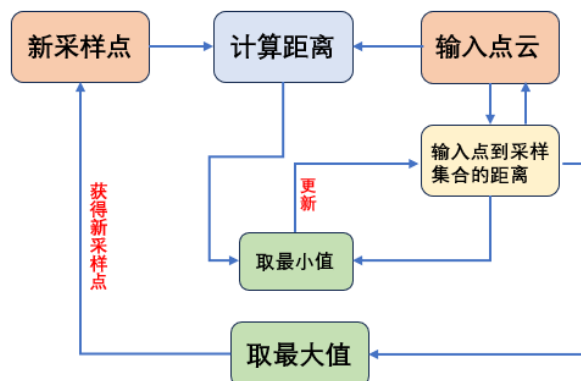 新采样点
计算距离
输入点云
输入点到采样
集合的距离
更新
获得新采样点
取最小值
取最大值